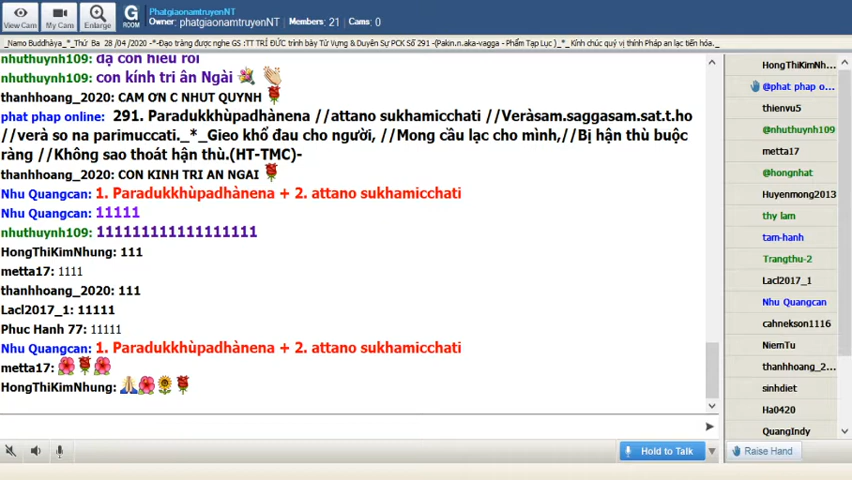 View Cam
My Cam
Enlarge
G
ROOM
PhatgiaonamtruyenNT
Owner: phatgiaonamtruyenNT Members: 21 Cams: 0
_Namo Buddhàya_*_Thứ Ba 28 /04 /2020 -*-Đạo tràng được nghe GS :TT TRÍ ĐỨC trình bày Từ Vựng & Duyên Sự PCK Số 291 -(Pakin.n.aka-vagga - Phẩm Tạp Lục )_*_ Kính chúc quý vị thính Pháp an lạc tiến hóa._
nhuthuynh109: dạ con hiểu rồi
nhuthuynh109: con kính tri ân Ngài
thanhhoang_2020: CAM ƠN C NHUT QUYNH
phat phap online: 291. Paradukkhùpadhànena //attano sukhamicchati //Veràsam.saggasam.sat.t.ho
//verà so na parimuccati._*_Gieo khổ đau cho người, //Mong cầu lạc cho mình,//Bị hận thù buộc
ràng //Không sao thoát hận thù.(HT-TMC)-
thanhhoang_2020: CON KINH TRI AN NGAI
Nhu Quangcan: 1. Paradukkhùpadhànena + 2. attano sukhamicchati
Nhu Quangcan: 11111
nhuthuynh109: 111111111111111111
HongThiKimNhung: 111
metta17: 1111
thanhhoang_2020: 111
Lacl2017_1: 11111
Phuc Hanh 77: 11111
Nhu Quangcan: 1. Paradukkhùpadhànena + 2. attano sukhamicchati
metta17:
HongThiKimNhung:
HongThiKimNh...
@phat phap o...
thienvu5
@nhuthuynh109
metta17
@hongnhat
Huyenmong2013
thy lam
tam-hanh
Trangthu-2
Lacl2017_1
Nhu Quangcan
cahnekson1116
NiemTu
thanhhoang_2...
sinhdiet
Ha0420
QuangIndy
Hold to Talk
Raise Hand